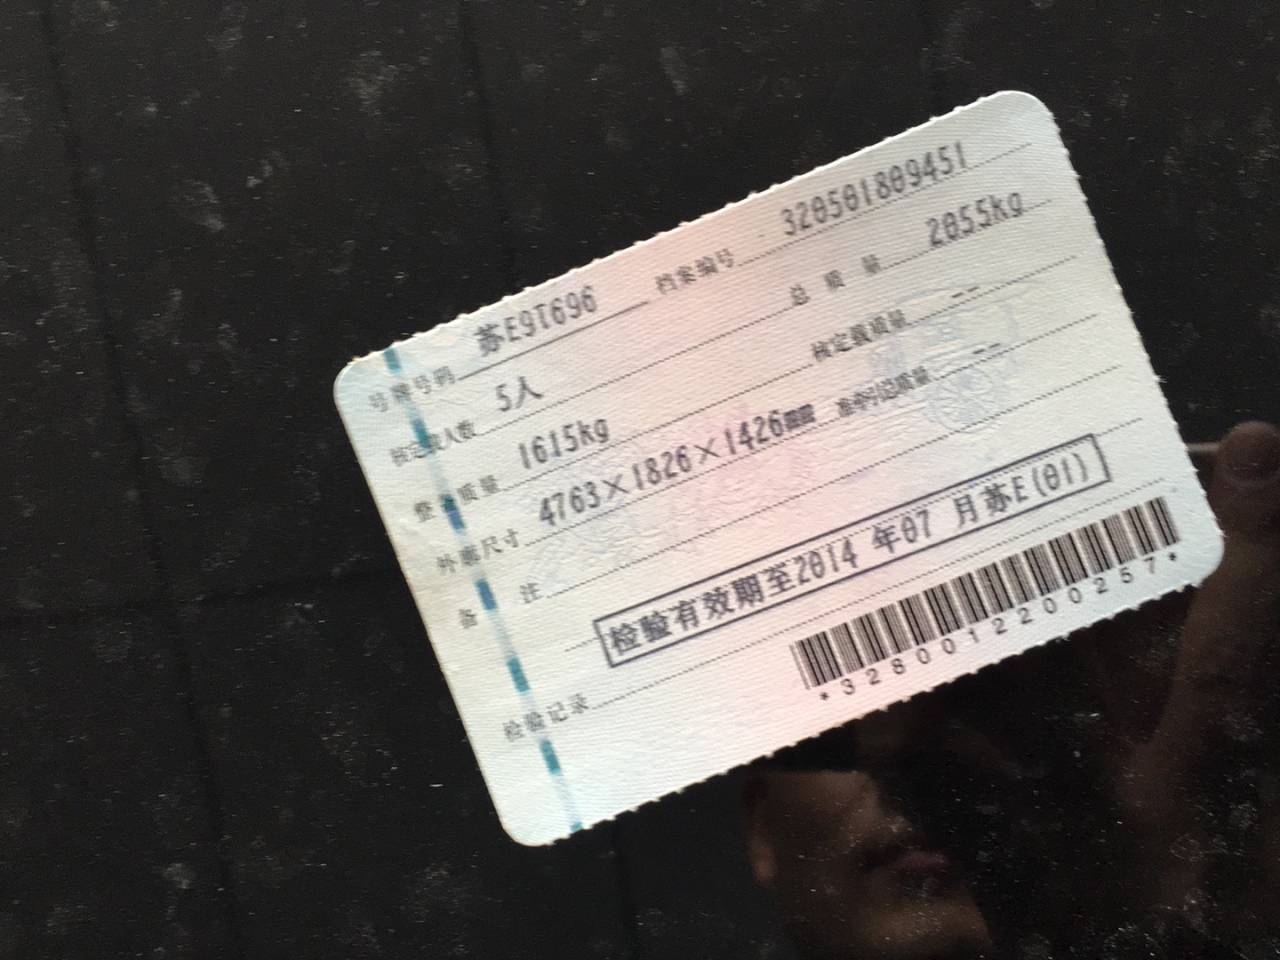 号牌号码 苏E9T696 档案编号 320501809451
核定载人数 5人 总质量 2055kg
整备质量 1615kg 核定载质量 --
外廓尺寸 4763×1826×1426mm 准牵引总质量 --
备注
检验有效期至2014 年07 月苏E(01)
检验记录
*3280012200257*